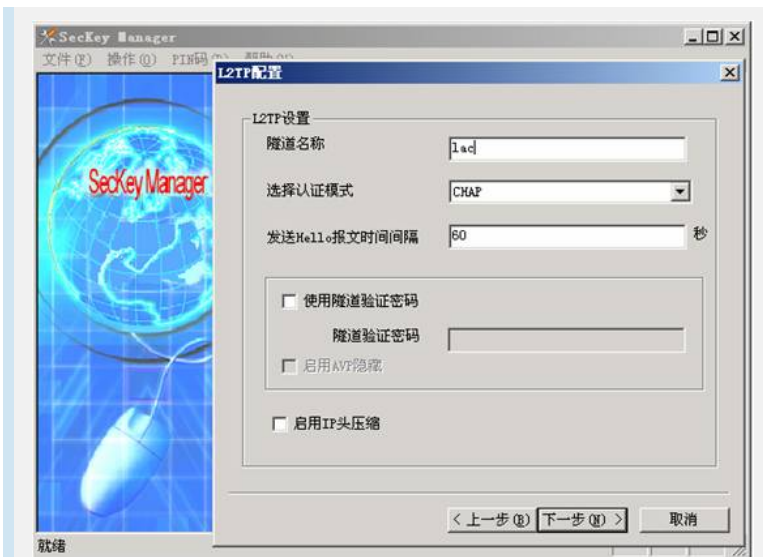 SecKey Manager
文件(F) 操作(O) PIN码
L2TP配置
L2TP设置
隧道名称
lac
选择认证模式
CHAP
发送Hello报文时间间隔
60
秒
SecKey Manager
使用隧道验证密码
隧道验证密码
启用AVP隐藏
启用IP头压缩
< 上一步(B)
下一步(N) >
取消
就绪